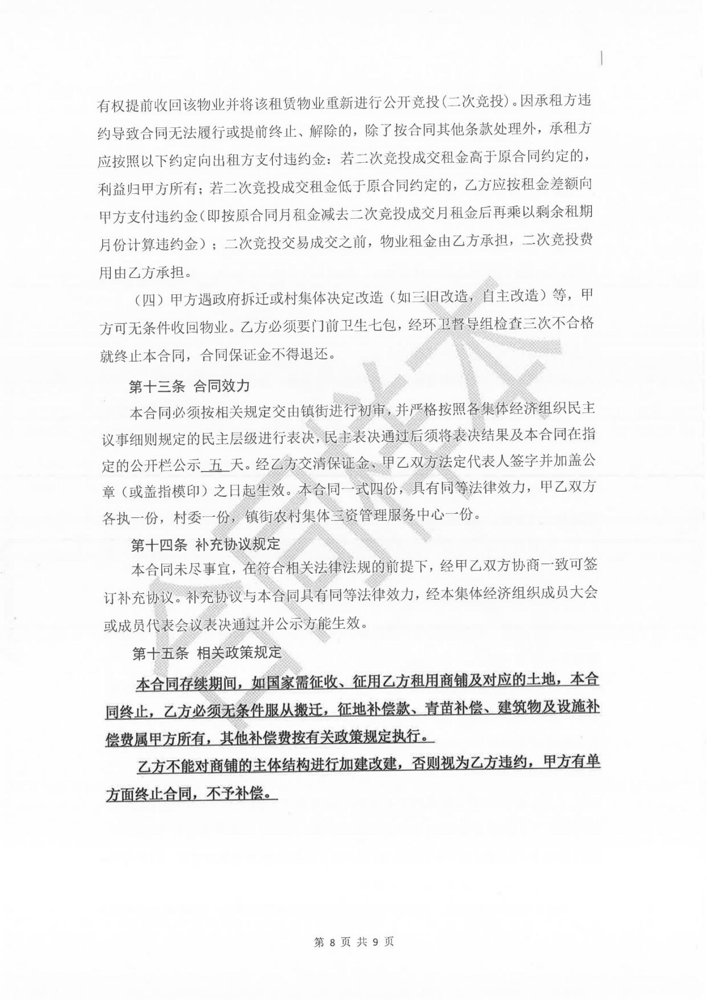 有权提前收回该物业并将该租赁物业重新进行公开竞投(二次竞投)。因承租方违
约导致合同无法履行或提前终止、解除的，除了按合同其他条款处理外，承租方
应按照以下约定向出租方支付违约金：若二次竞投成交租金高于原合同约定的，
利益归甲方所有；若二次竞投成交租金低于原合同约定的，乙方应按租金差额向
甲方支付违约金（即按原合同月租金减去二次竞投成交月租金后再乘以剩余租期
月份计算违约金）；二次竞投交易成交之前，物业租金由乙方承担，二次竞投费
用由乙方承担。
（四）甲方遇政府拆迁或村集体决定改造（如三旧改造，自主改造）等，甲
方可无条件收回物业。乙方必须要门前卫生七包，经环卫督导组检查三次不合格
就终止本合同，合同保证金不得退还。
第十三条 合同效力
本合同必须按相关规定交由镇街进行初审，并严格按照各集体经济组织民主
议事细则规定的民主层级进行表决，民主表决通过后须将表决结果及本合同在指
定的公开栏公示 五 天。经乙方交清保证金、甲乙双方法定代表人签字并加盖公
章（或盖指模印）之日起生效。本合同一式四份，具有同等法律效力，甲乙双方
各执一份，村委一份，镇街农村集体三资管理服务中心一份。
第十四条 补充协议规定
本合同未尽事宜，在符合相关法律法规的前提下，经甲乙双方协商一致可签
订补充协议。补充协议与本合同具有同等法律效力，经本集体经济组织成员大会
或成员代表会议表决通过并公示方能生效。
第十五条 相关政策规定
本合同存续期间，如国家需征收、征用乙方租用商铺及对应的土地，本合
同终止，乙方必须无条件服从搬迁，征地补偿款、青苗补偿、建筑物及设施补
偿费属甲方所有，其他补偿费按有关政策规定执行。
乙方不能对商铺的主体结构进行加建改建，否则视为乙方违约，甲方有单
方面终止合同，不予补偿。
合同样本
第 8 页 共 9 页